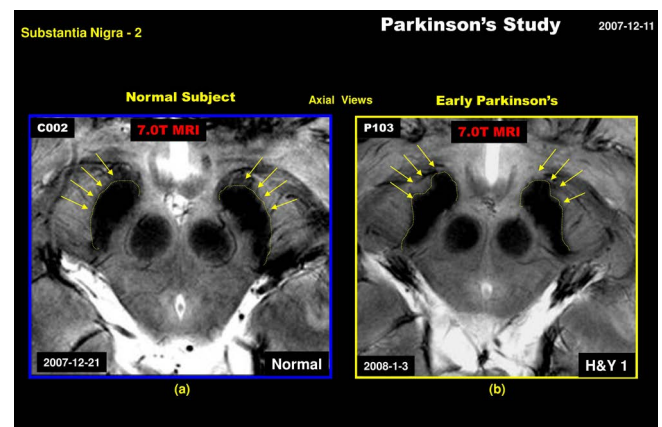 Substantia Nigra - 2
Parkinson's Study
2007-12-11
Normal Subject
Axial Views
Early Parkinson's
C002
7.0T MRI
P103
7.0T MRI
2007-12-21
Normal
2008-1-3
H&Y 1
(a)
(b)